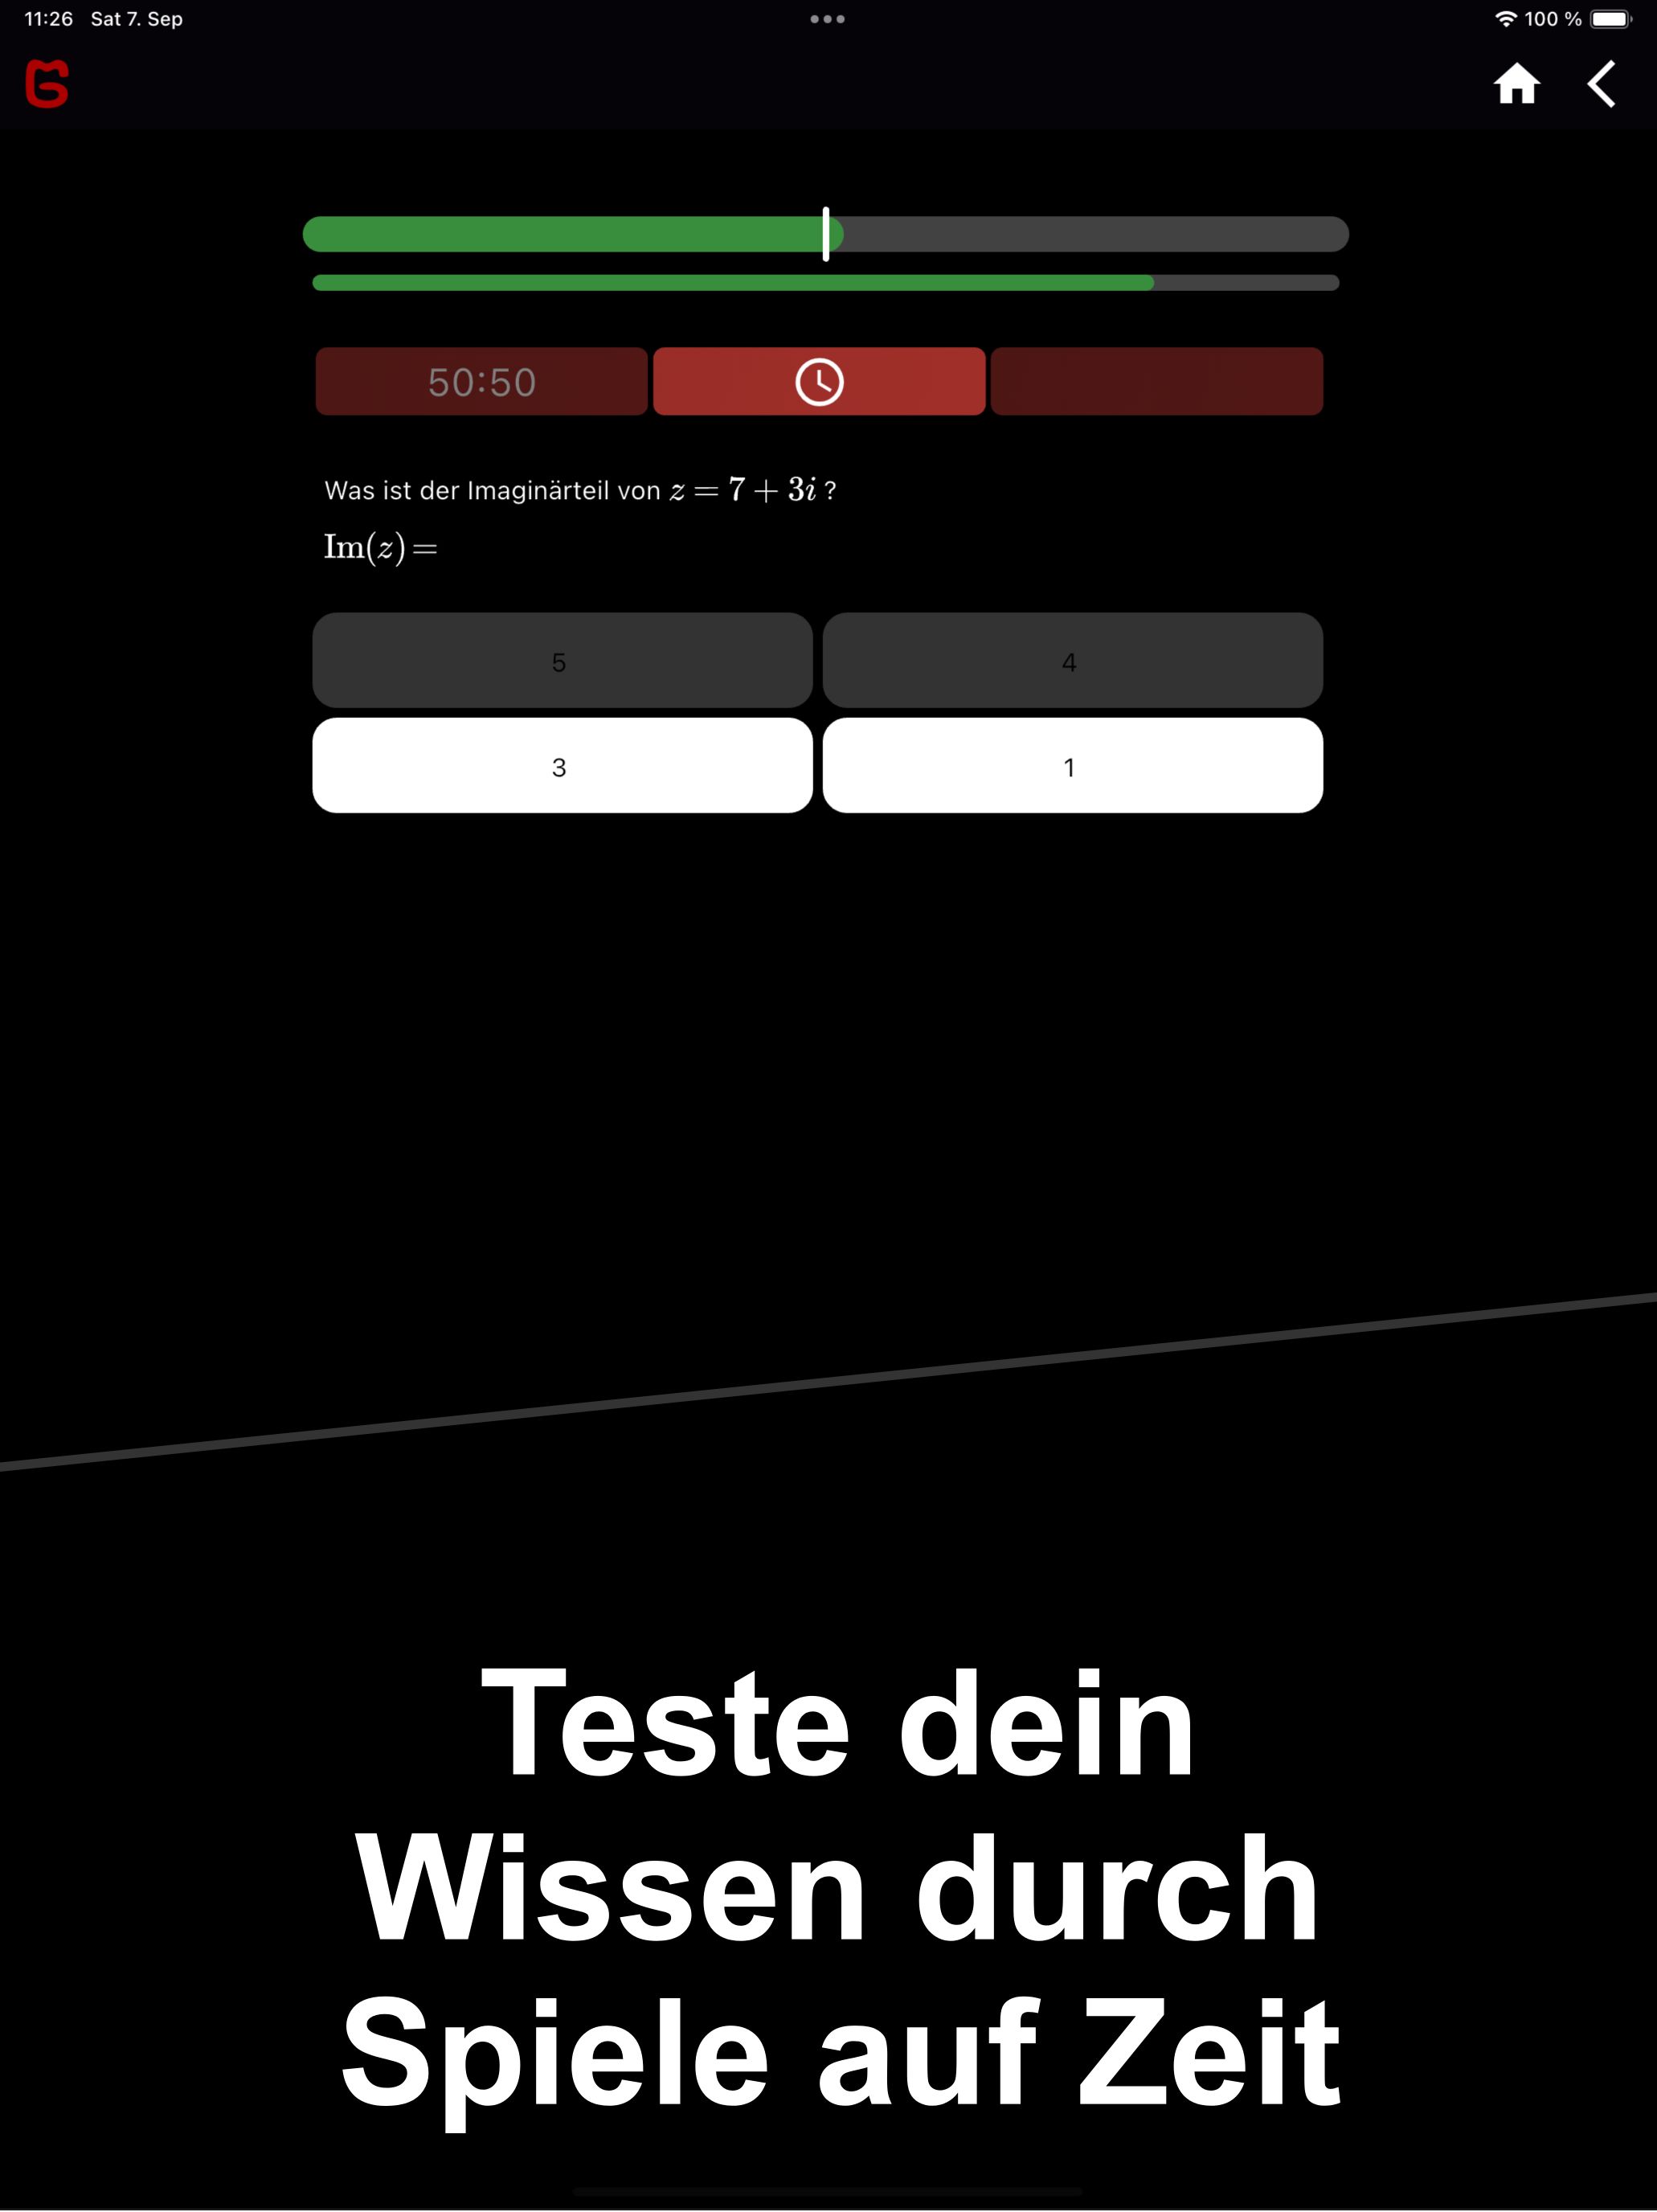 11:26 Sat 7. Sep 100 %
50:50
Was ist der Imaginärteil von z = 7 + 3i ?
Im(z) =
5 4
3 1
Teste dein
Wissen durch
Spiele auf Zeit